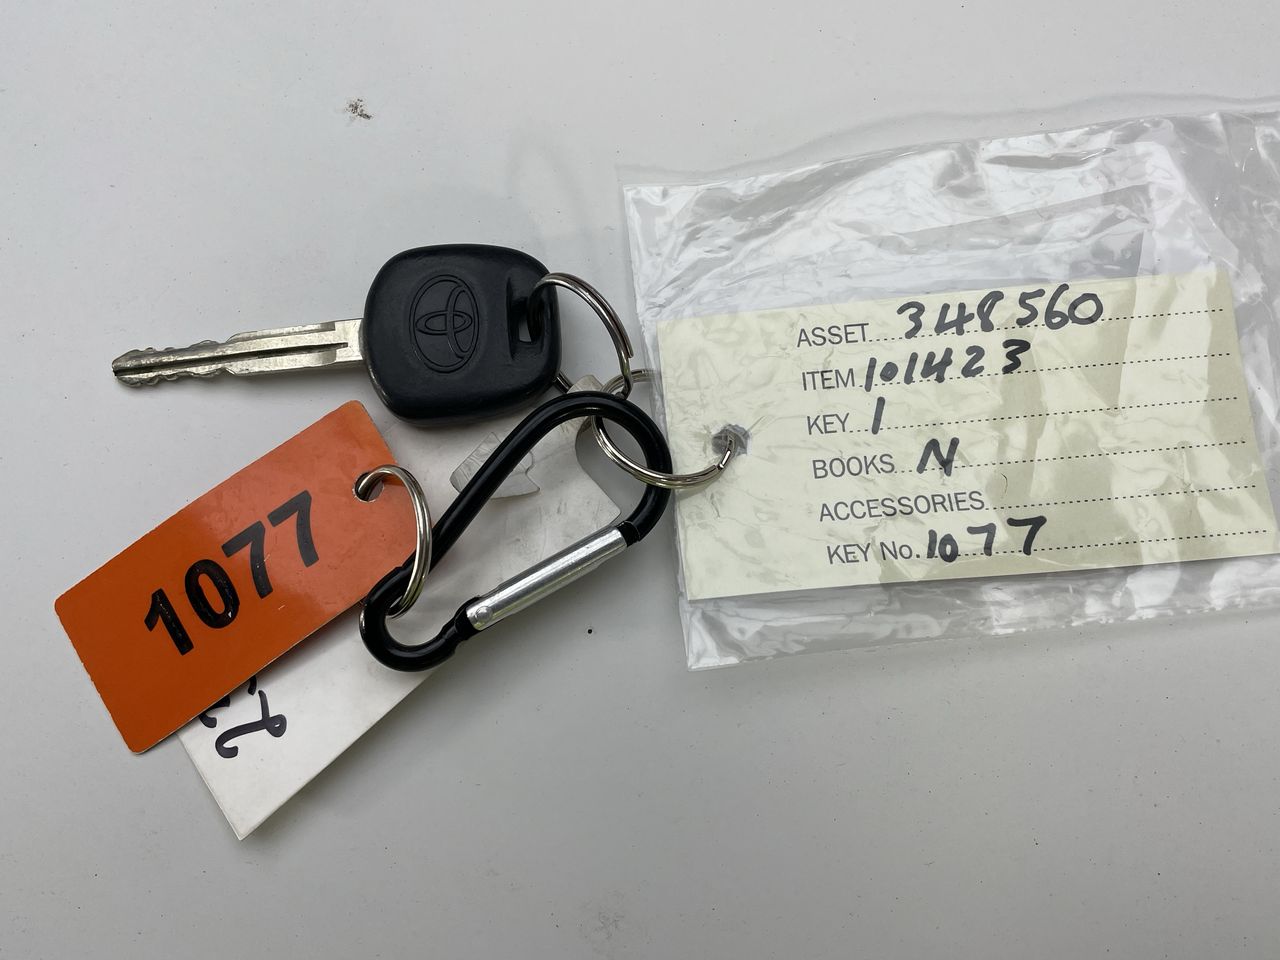 ASSET 348560
ITEM 101423
KEY 1
BOOKS N
ACCESSORIES
KEY No. 1077
1077